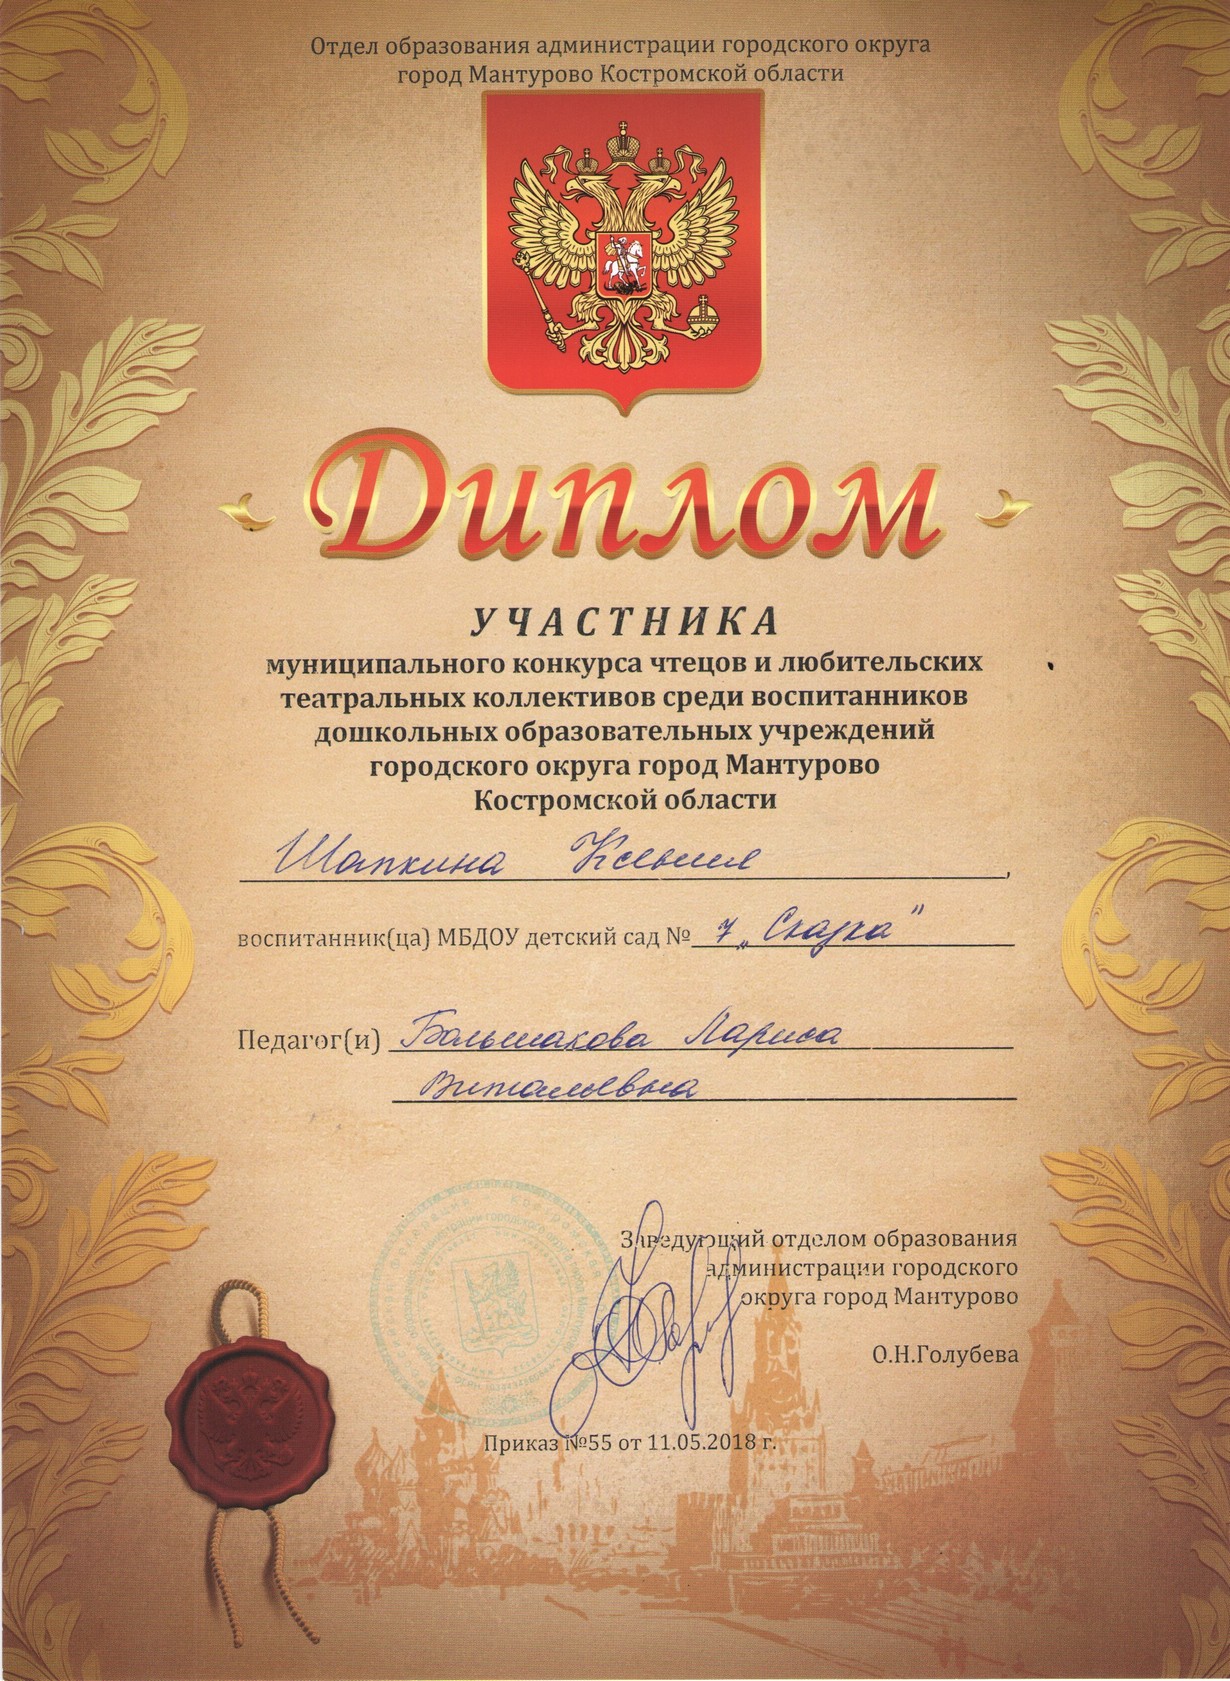 Отдел образования администрации городского округа
город Мантурово Костромской области
Диплом
УЧАСТНИКА
муниципального конкурса чтецов и любительских
театральных коллективов среди воспитанников
дошкольных образовательных учреждений
городского округа город Мантурово
Костромской области
Шапкина Ксения,
воспитанник(ца) МБДОУ детский сад № 7 „Сказка"
Педагог(и) Большакова Лариса
Витальевна
Заведующий отделом образования
администрации городского
округа город Мантурово
О.Н.Голубева
Приказ №55 от 11.05.2018 г.